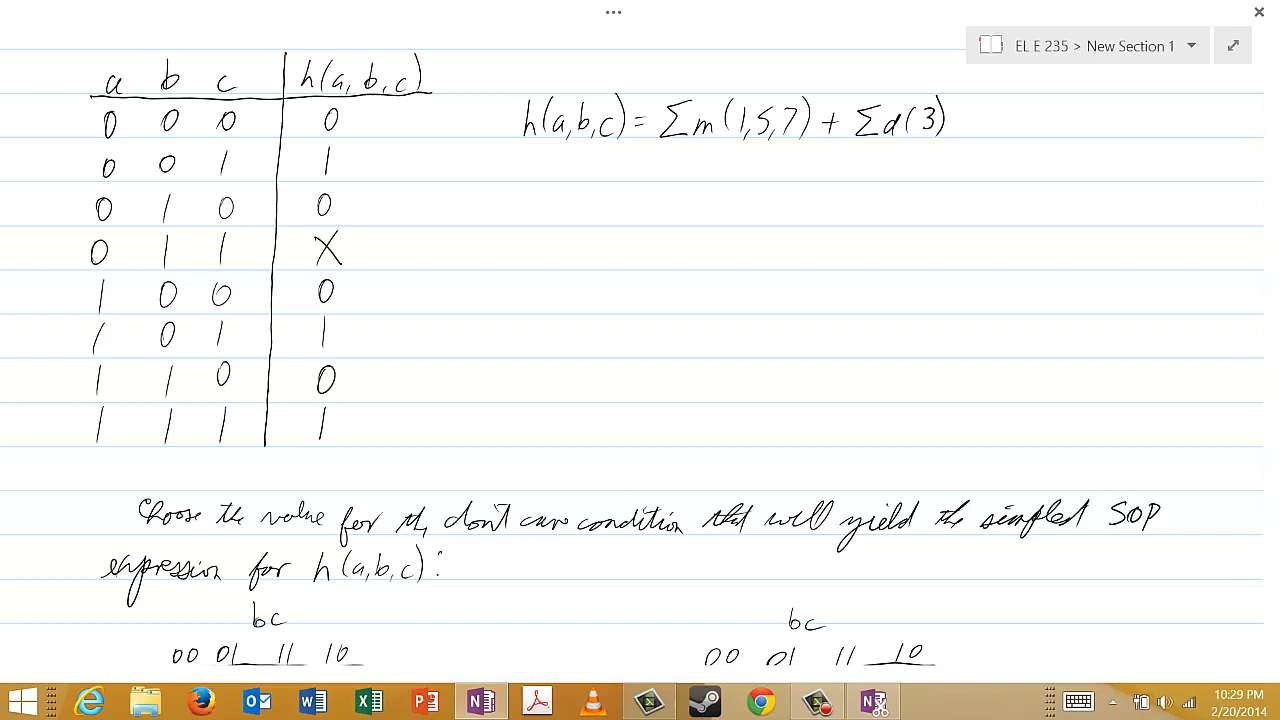 EL E 235 > New Section 1
a b c h(a, b, c)
h(a,b,c) = ∑m(1,5,7) + ∑d(3)
0 0 0 0
0 0 1 1
0 1 0 0
0 1 1 X
1 0 0 0
1 0 1 1
1 1 0 0
1 1 1 1
Choose the value for the don't care condition that will yield the simplest SOP
expression for h(a,b,c):
bc bc
00 01 11 10 00 01 11 10
10:29 PM
2/20/2014